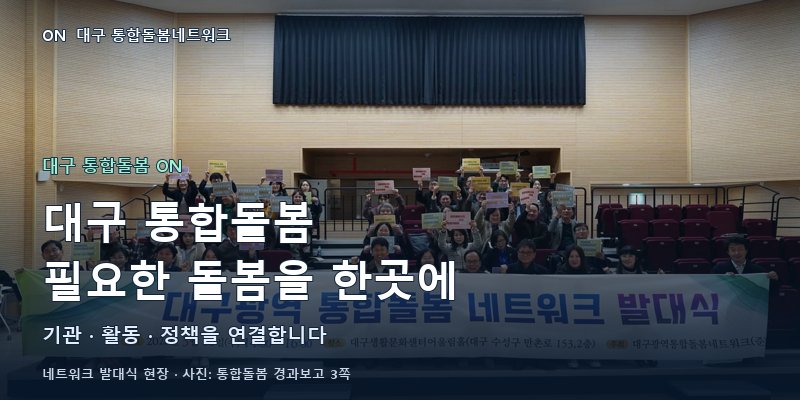 ON 대구 통합돌봄네트워크
대구 통합돌봄 ON
대구 통합돌봄
필요한 돌봄을 한곳에
대구광역 통합돌봄 네트워크 발대식
기관 · 활동 · 정책을 연결합니다
장소 대구생활문화센터어울림홀(대구 수성구 만촌로 153,2층) 주최 대구광역통합돌봄네트워크(준
네트워크 발대식 현장 · 사진: 통합돌봄 경과보고 3쪽